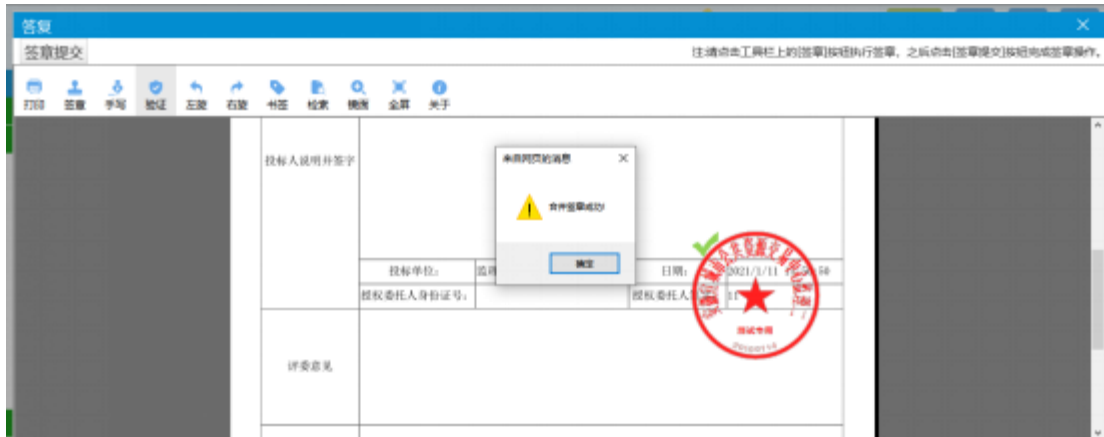 答复
签章提交
注:请点击工具栏上的[签章]按钮执行签章，之后点击[签章提交]按钮完成签章操作。
打印 签章 手写 验证 左旋 右旋 书签 检索 全屏 关于
投标人说明并签字
来自网页的消息
合并签章成功!
确定
投标单位: 监理 日期: 2021/1/11
授权委托人身份证号: 授权委托人 11
测试专用
评委意见